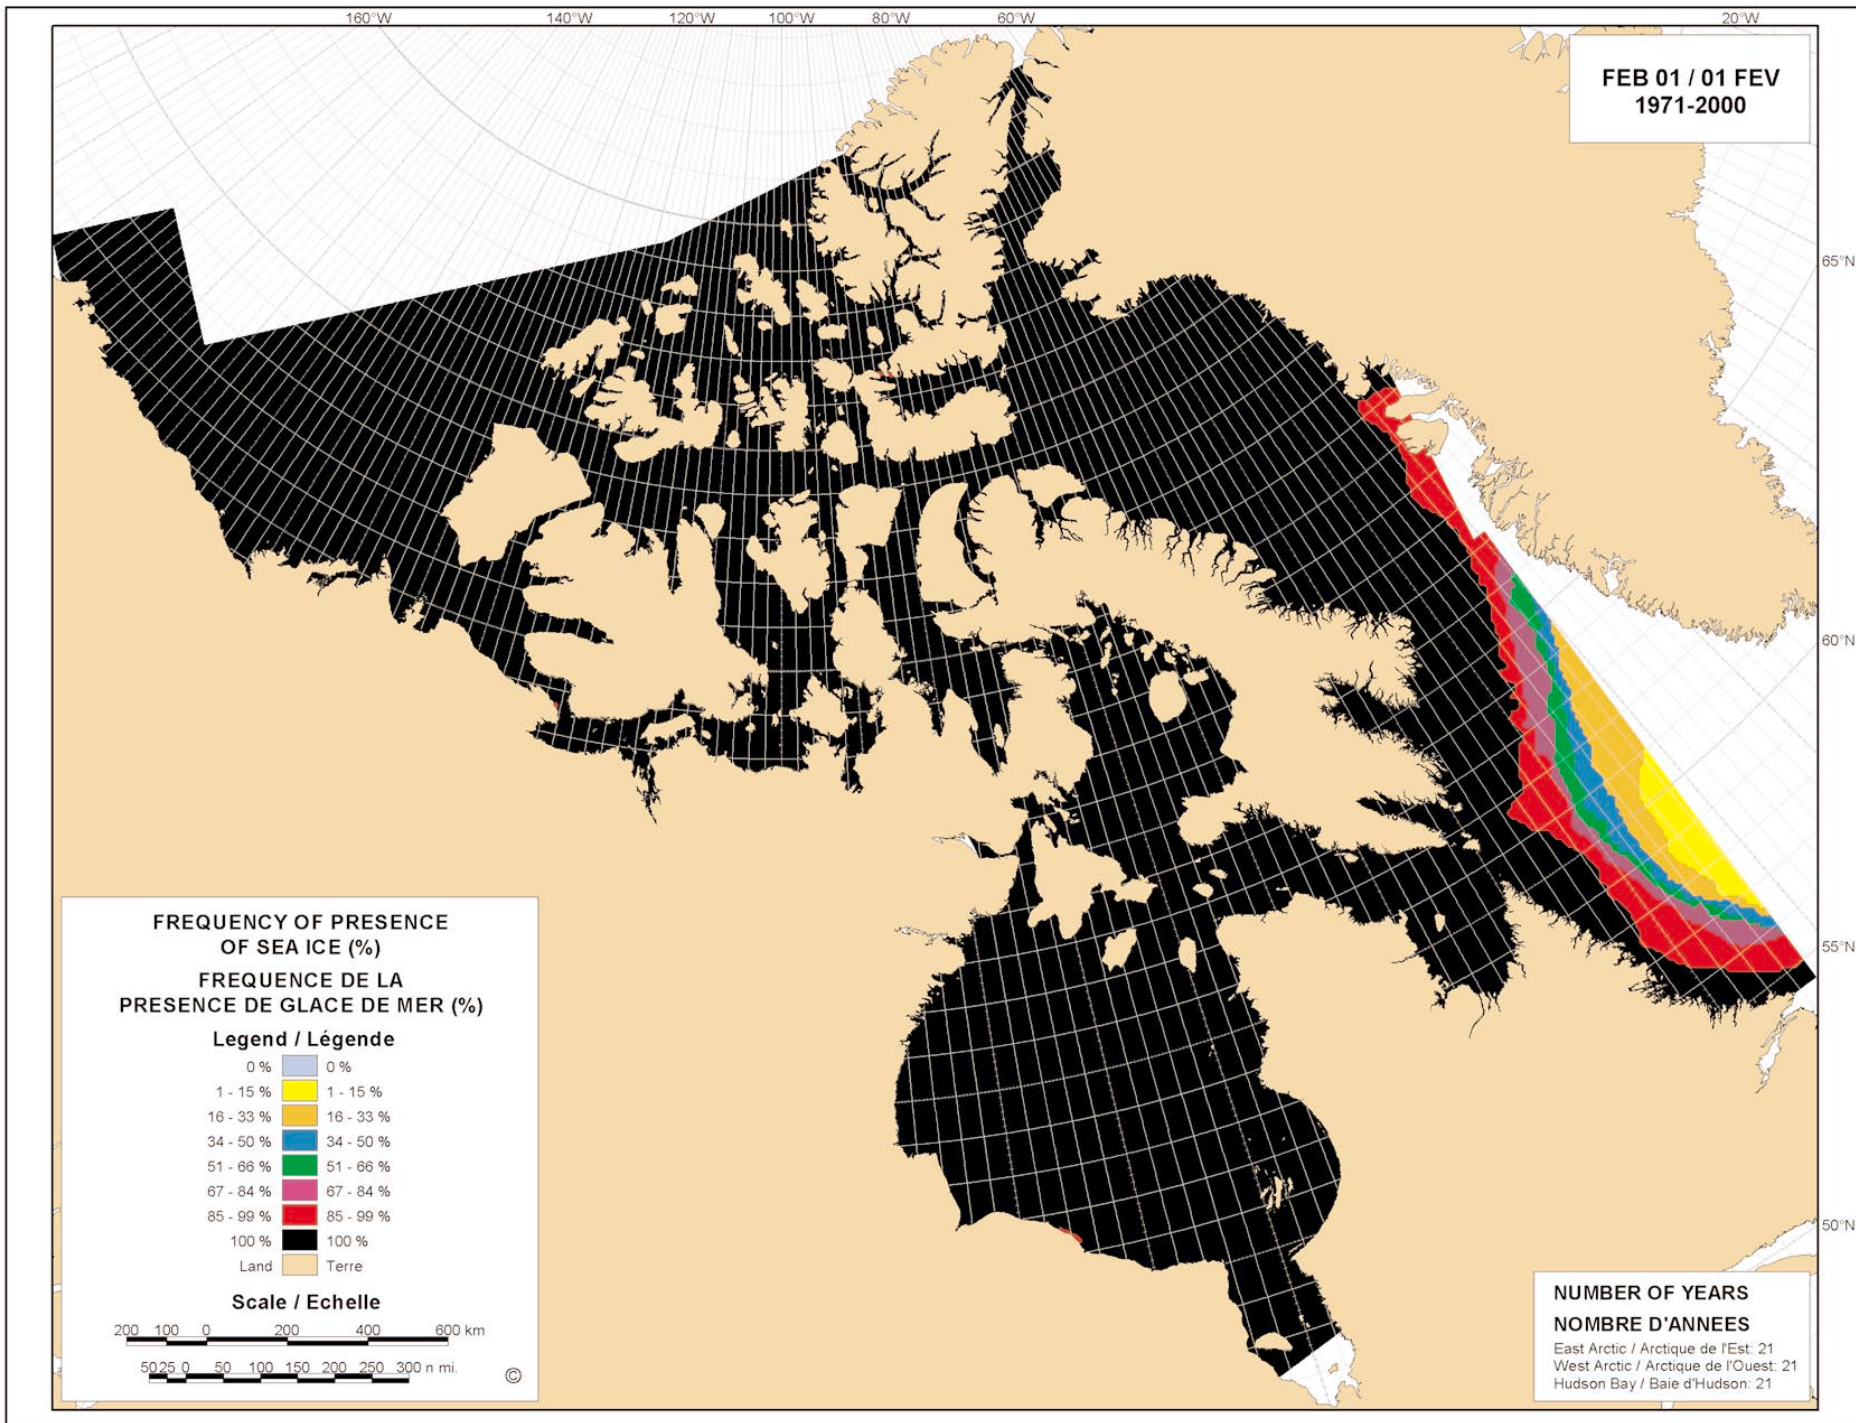 160°W 140°W 120°W 100°W 80°W 60°W 20°W
FEB 01 / 01 FEV
1971-2000
65°N
60°N
55°N
50°N
FREQUENCY OF PRESENCE
OF SEA ICE (%)
FREQUENCE DE LA
PRESENCE DE GLACE DE MER (%)
Legend / Légende
0 % 0 %
1 - 15 % 1 - 15 %
16 - 33 % 16 - 33 %
34 - 50 % 34 - 50 %
51 - 66 % 51 - 66 %
67 - 84 % 67 - 84 %
85 - 99 % 85 - 99 %
100 % 100 %
Land Terre
Scale / Echelle
200 100 0 200 400 600 km
50 25 0 50 100 150 200 250 300 n mi.
©
NUMBER OF YEARS
NOMBRE D'ANNEES
East Arctic / Arctique de l'Est: 21
West Arctic / Arctique de l'Ouest: 21
Hudson Bay / Baie d'Hudson: 21